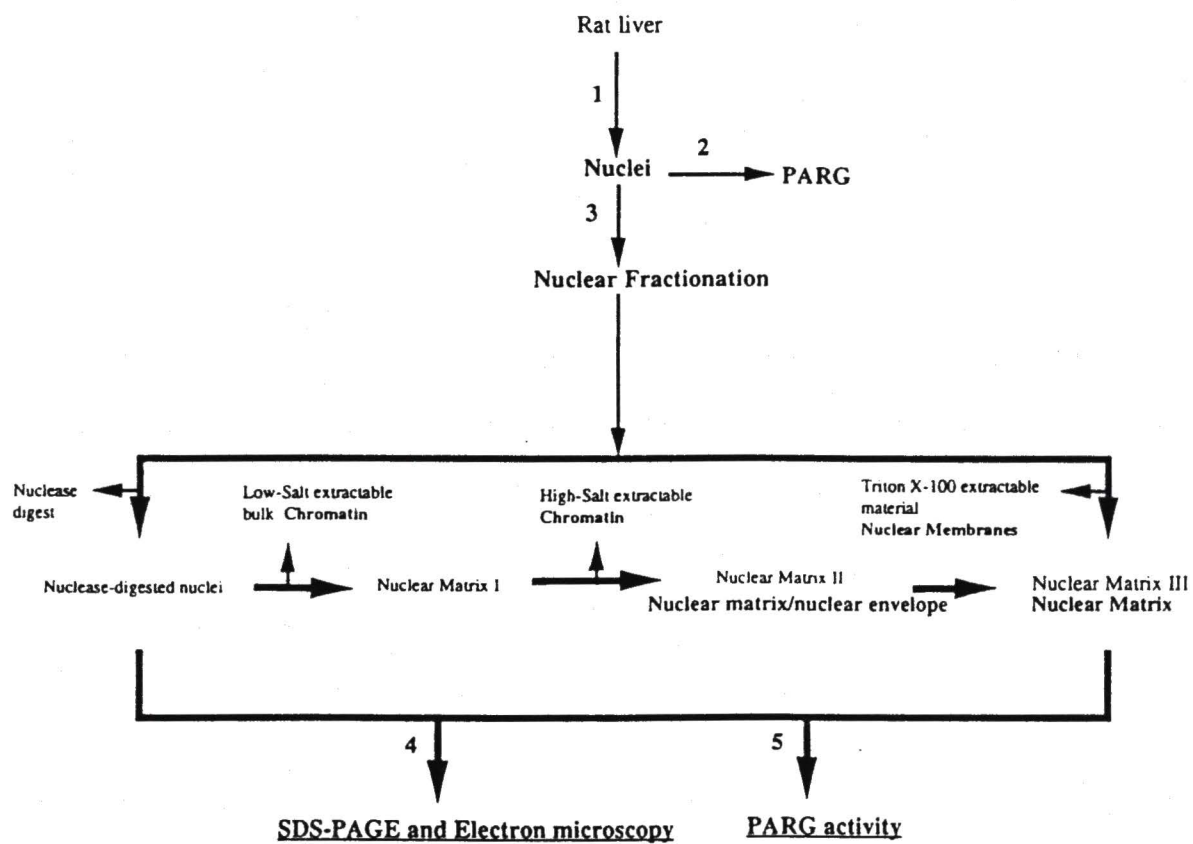 Rat liver
1
Nuclei
2
PARG
3
Nuclear Fractionation
Nuclease
digest
Low-Salt extractable
bulk Chromatin
High-Salt extractable
Chromatin
Triton X-100 extractable
material
Nuclear Membranes
Nuclease-digested nuclei
Nuclear Matrix I
Nuclear Matrix II
Nuclear matrix/nuclear envelope
Nuclear Matrix III
Nuclear Matrix
4
5
SDS-PAGE and Electron microscopy
PARG activity